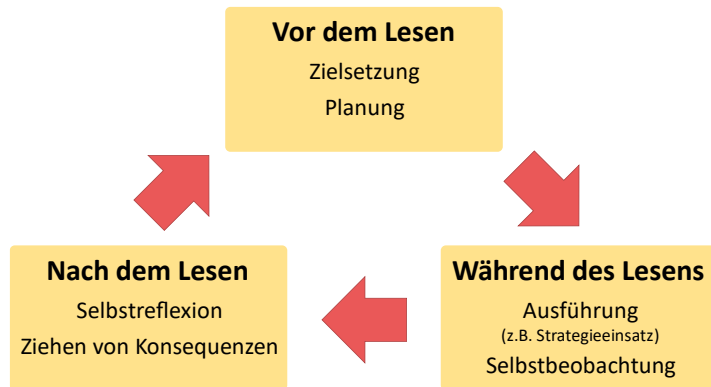 Vor dem Lesen
Zielsetzung
Planung
Nach dem Lesen
Selbstreflexion
Ziehen von Konsequenzen
Während des Lesens
Ausführung
(z.B. Strategieeinsatz)
Selbstbeobachtung